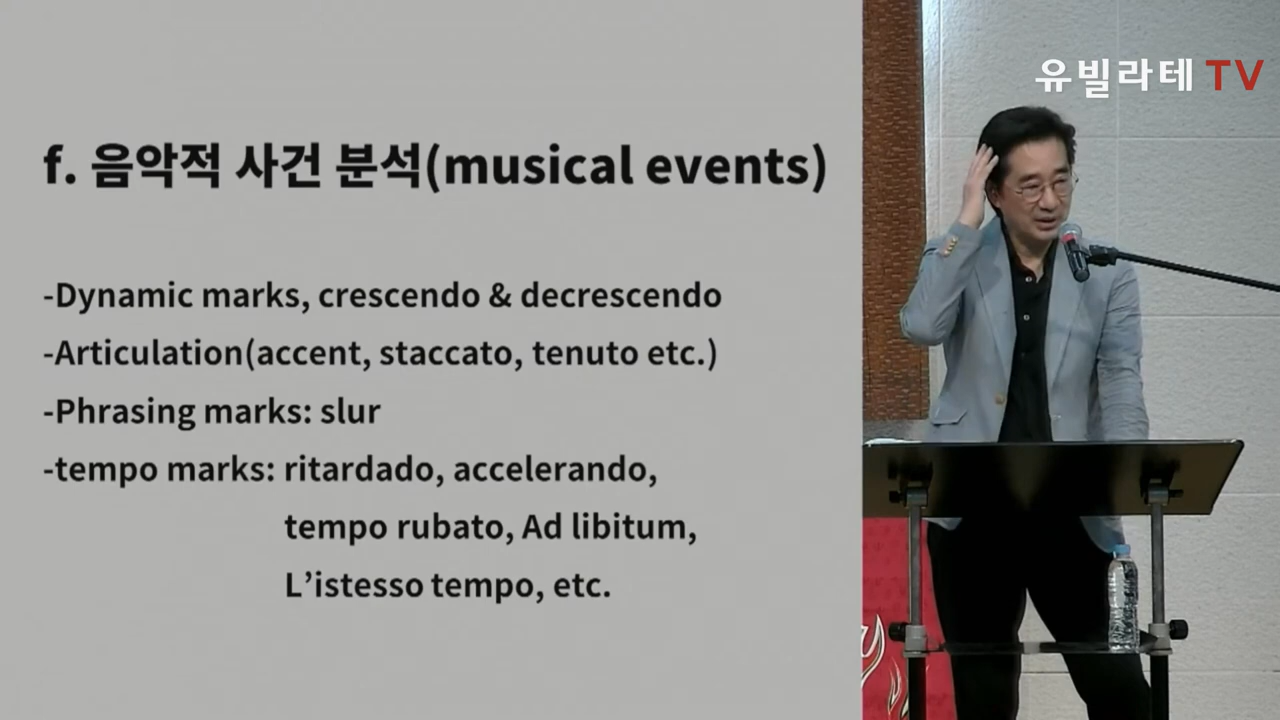 유빌라테 TV
f. 음악적 사건 분석(musical events)
-Dynamic marks, crescendo & decrescendo
-Articulation(accent, staccato, tenuto etc.)
-Phrasing marks: slur
-tempo marks: ritardado, accelerando,
tempo rubato, Ad libitum,
L’istesso tempo, etc.